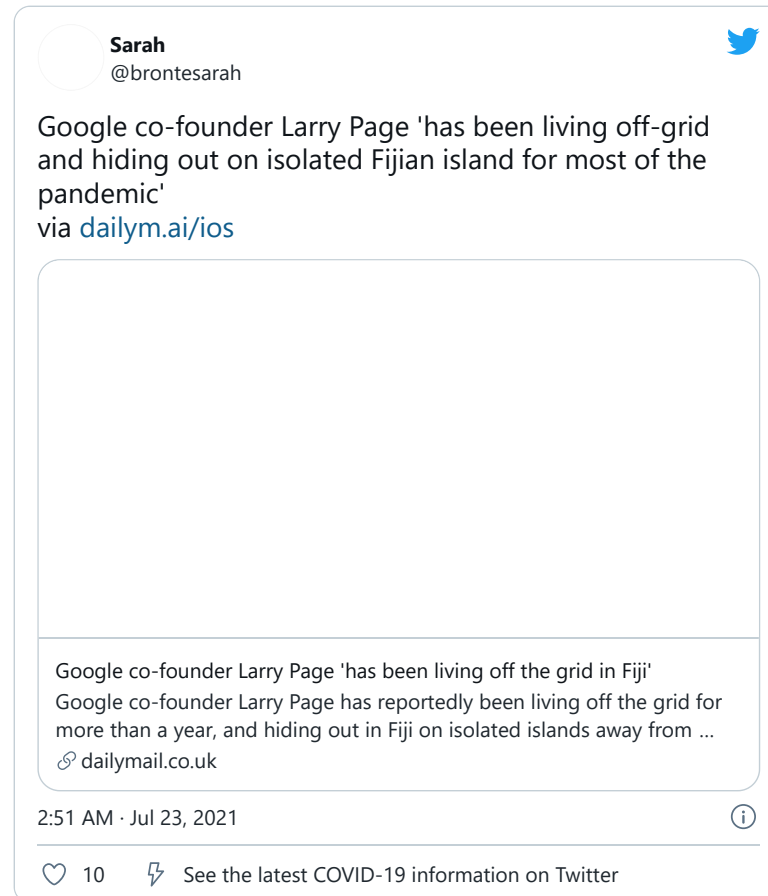 Sarah
@brontesarah
Google co-founder Larry Page 'has been living off-grid
and hiding out on isolated Fijian island for most of the
pandemic'
via dailym.ai/ios
Google co-founder Larry Page 'has been living off the grid in Fiji'
Google co-founder Larry Page has reportedly been living off the grid for
more than a year, and hiding out in Fiji on isolated islands away from ...
dailymail.co.uk
2:51 AM · Jul 23, 2021
10 See the latest COVID-19 information on Twitter